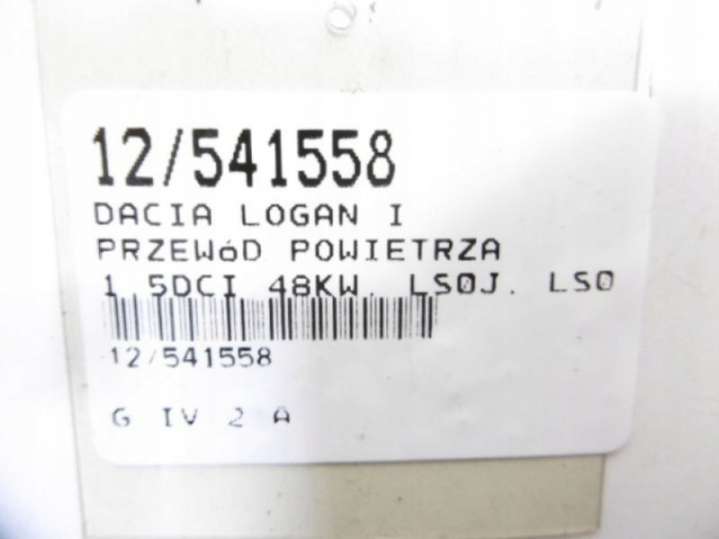 12/541558
DACIA LOGAN I
PRZEWóD POWIETRZA
1.5DCI 48KW. LS0J. LS0
12/541558
G IV 2 A